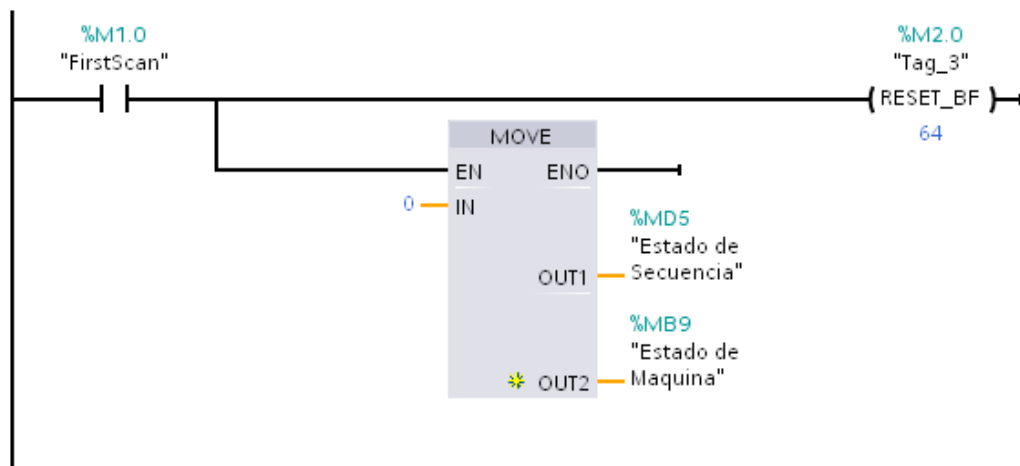 %M1.0
"FirstScan"
%M2.0
"Tag_3"
RESET_BF
64
MOVE
EN ENO
0 IN
%MD5
"Estado de
OUT1 Secuencia"
%MB9
"Estado de
OUT2 Maquina"